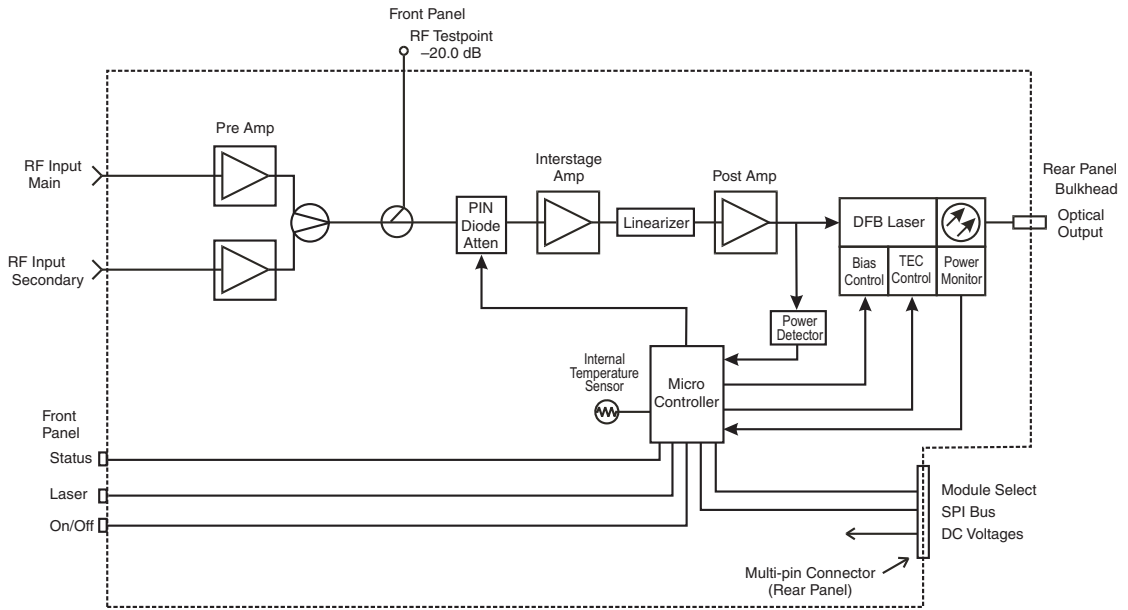 Front Panel
RF Testpoint
–20.0 dB
Pre Amp
RF Input
Main
RF Input
Secondary
PIN
Diode
Atten
Interstage
Amp
Linearizer
Post Amp
DFB Laser
Bias
Control
TEC
Control
Power
Monitor
Rear Panel
Bulkhead
Optical
Output
Power
Detector
Internal
Temperature
Sensor
Micro
Controller
Front
Panel
Status
Laser
On/Off
Module Select
SPI Bus
DC Voltages
Multi-pin Connector
(Rear Panel)